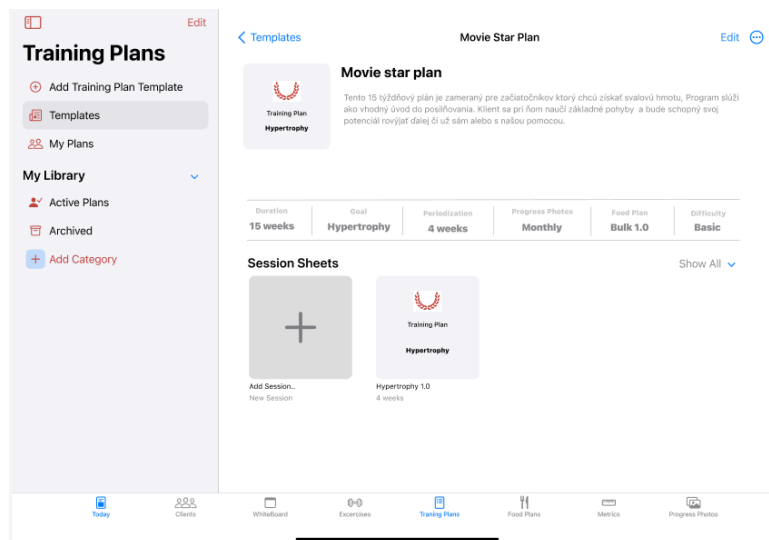 Edit
Training Plans
Add Training Plan Template
Templates
My Plans
My Library
Active Plans
Archived
Add Category
Templates
Movie Star Plan
Edit
Training Plan
Hypertrophy
Movie star plan
Tento 15 týždňový plán je zameraný pre začiatočníkov ktorý chcú získať svalovú hmotu, Program slúži
ako vhodný úvod do posilňovania. Klient sa pri ňom naučí základné pohyby a bude schopný svoj
potenciál rovýjať ďalej či už sám alebo s našou pomocou.
Duration
15 weeks
Goal
Hypertrophy
Periodization
4 weeks
Progress Photos
Monthly
Food Plan
Bulk 1.0
Difficulty
Basic
Session Sheets
Show All
Training Plan
Hypertrophy
Add Session..
New Session
Hypertrophy 1.0
4 weeks
Today
Clients
WhiteBoard
Excercises
Traning Plans
Food Plans
Metrics
Progress Photos